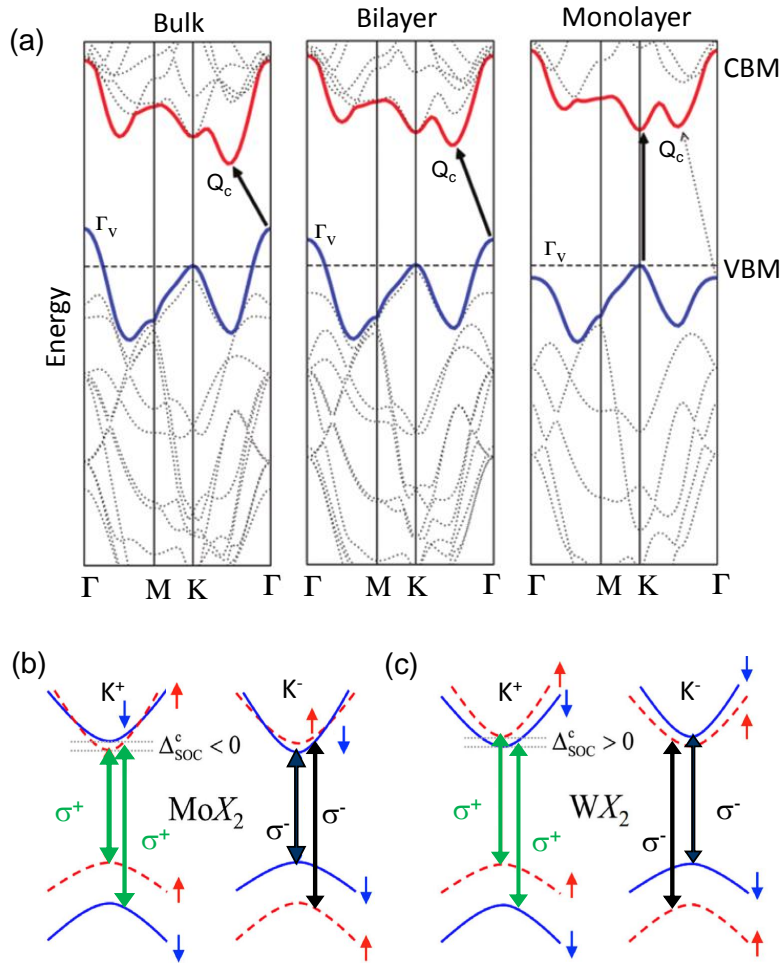 Bulk
Bilayer
Monolayer
(a)
CBM
Q_c
Q_c
Q_c
Γ_V
Γ_V
Γ_V
VBM
Energy
Γ M K Γ
Γ M K Γ
Γ M K Γ
(b)
K⁺
K⁻
Δ^c_SOC < 0
σ⁺
MoX₂
σ⁺
σ⁻
σ⁻
(c)
K⁺
K⁻
Δ^c_SOC > 0
σ⁺
WX₂
σ⁺
σ⁻
σ⁻